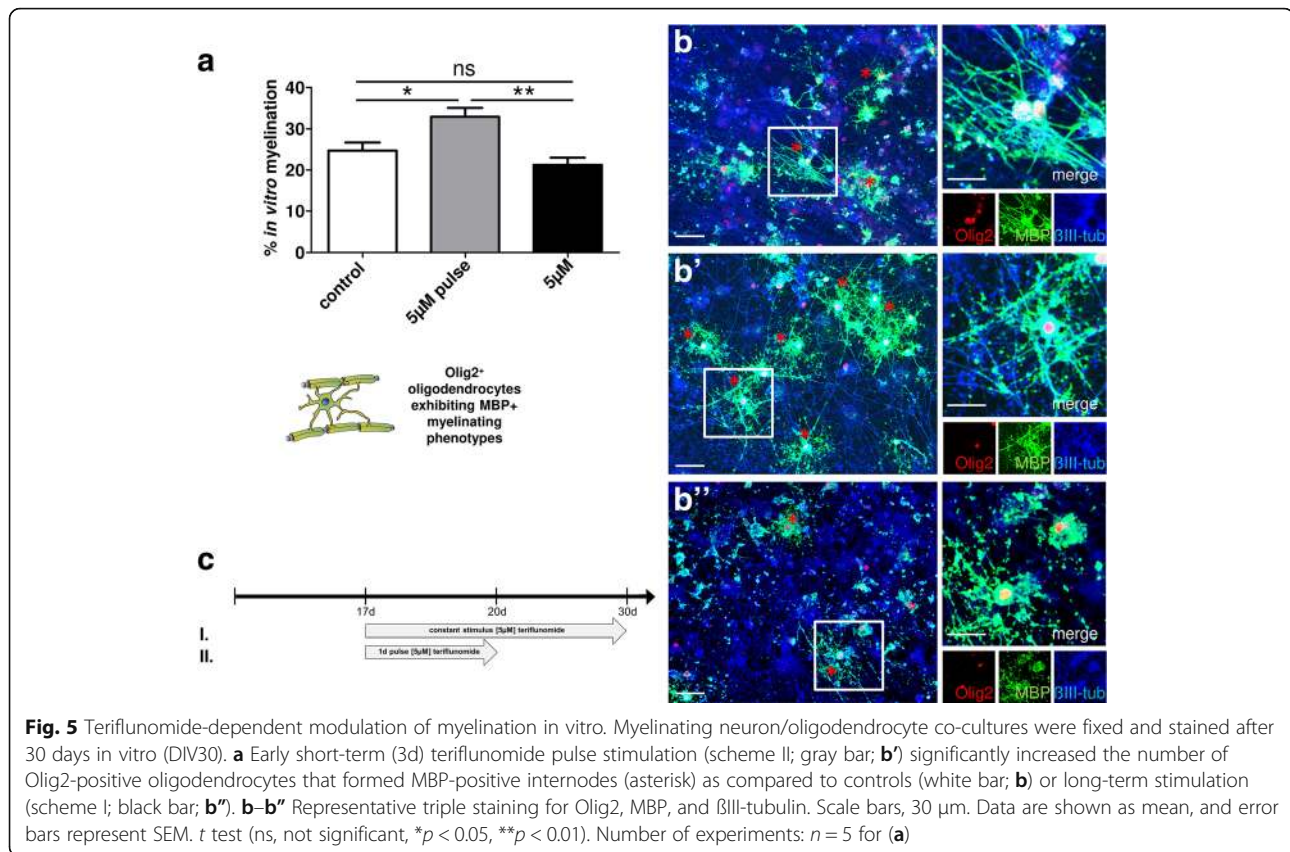 a
ns
*
**
40
30
20
10
0
% in vitro myelination
control
5µM pulse
5µM
Olig2+
oligodendrocytes
exhibiting MBP+
myelinating
phenotypes
c
17d
20d
30d
I.
constant stimulus [5µM] teriflunomide
II.
1d pulse [5µM] teriflunomide
b
*
*
*
merge
Olig2
MBP
ßIII-tub
b'
*
*
*
*
*
*
merge
Olig2
MBP
ßIII-tub
b''
*
*
merge
Olig2
MBP
ßIII-tub
Fig. 5 Teriflunomide-dependent modulation of myelination in vitro. Myelinating neuron/oligodendrocyte co-cultures were fixed and stained after
30 days in vitro (DIV30). a Early short-term (3d) teriflunomide pulse stimulation (scheme II; gray bar; b') significantly increased the number of
Olig2-positive oligodendrocytes that formed MBP-positive internodes (asterisk) as compared to controls (white bar; b) or long-term stimulation
(scheme I; black bar; b''). b–b'' Representative triple staining for Olig2, MBP, and ßIII-tubulin. Scale bars, 30 µm. Data are shown as mean, and error
bars represent SEM. t test (ns, not significant, *p < 0.05, **p < 0.01). Number of experiments: n = 5 for (a)